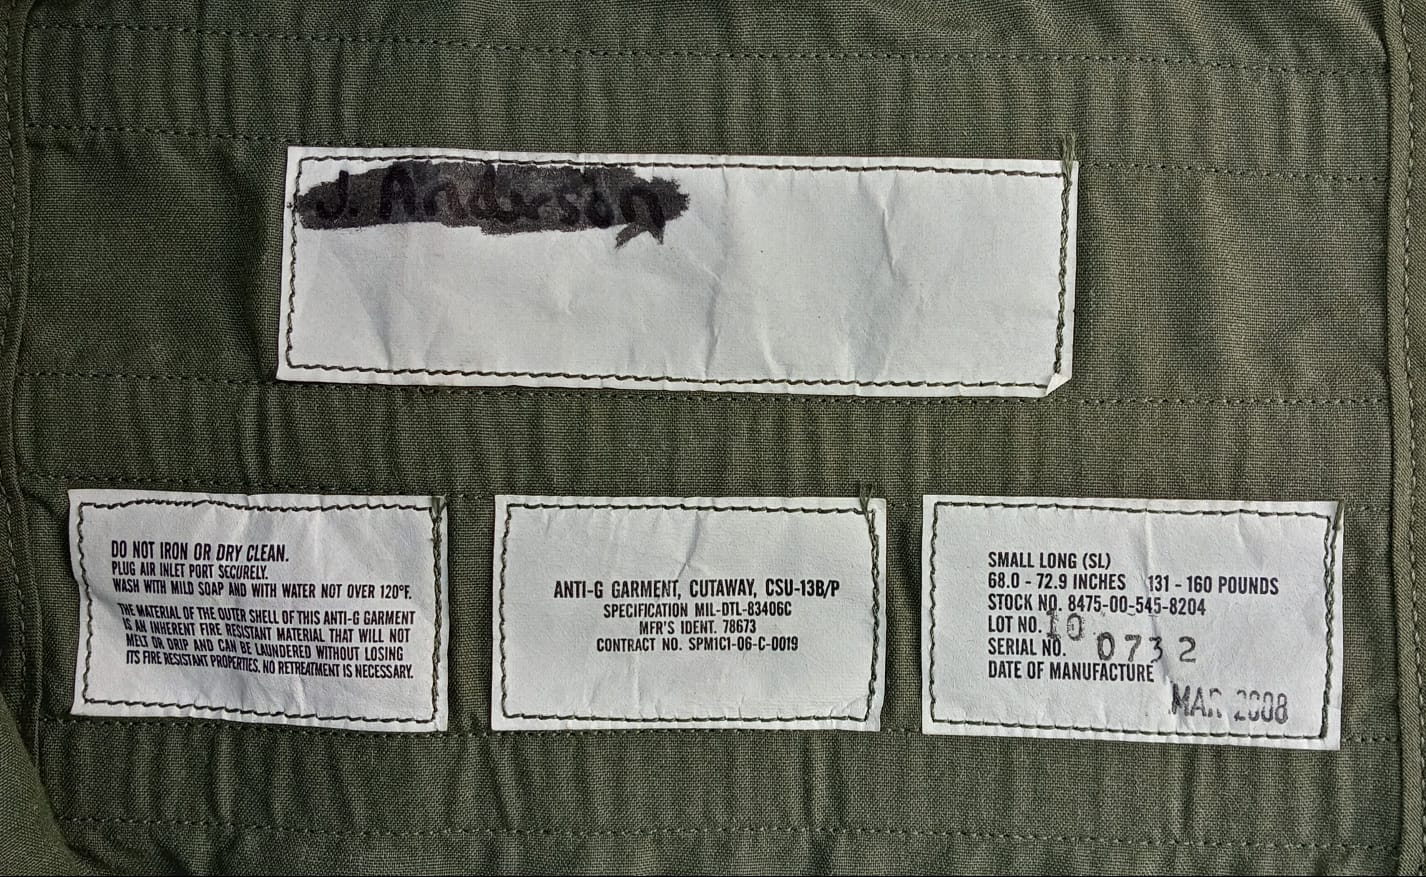 J. Anderson
DO NOT IRON OR DRY CLEAN.
PLUG AIR INLET PORT SECURELY.
WASH WITH MILD SOAP AND WITH WATER NOT OVER 120°F.
THE MATERIAL OF THE OUTER SHELL OF THIS ANTI-G GARMENT
IS AN INHERENT FIRE RESISTANT MATERIAL THAT WILL NOT
MELT OR DRIP AND CAN BE LAUNDERED WITHOUT LOSING
ITS FIRE RESISTANT PROPERTIES. NO RETREATMENT IS NECESSARY.
ANTI-G GARMENT, CUTAWAY, CSU-13B/P
SPECIFICATION MIL-DTL-83406C
MFR'S IDENT. 78673
CONTRACT NO. SPM1C1-06-C-0019
SMALL LONG (SL)
68.0 - 72.9 INCHES 131 - 160 POUNDS
STOCK NO. 8475-00-545-8204
LOT NO. 10
SERIAL NO. 0732
DATE OF MANUFACTURE
MAR 2008